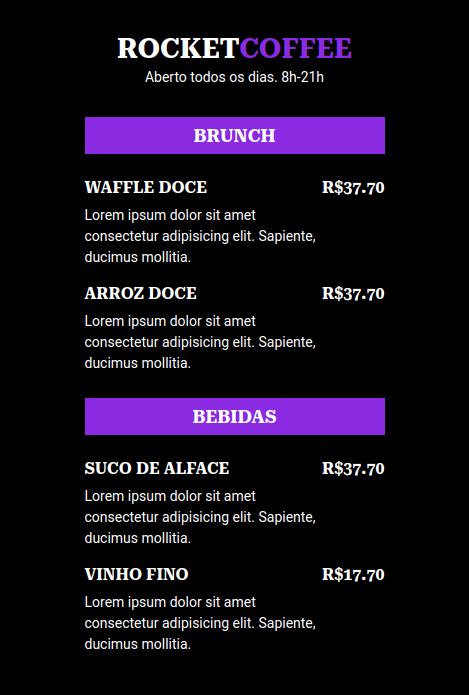 ROCKETCOFFEE
Aberto todos os dias. 8h-21h
BRUNCH
WAFFLE DOCE R$37.70
Lorem ipsum dolor sit amet
consectetur adipisicing elit. Sapiente,
ducimus mollitia.
ARROZ DOCE R$37.70
Lorem ipsum dolor sit amet
consectetur adipisicing elit. Sapiente,
ducimus mollitia.
BEBIDAS
SUCO DE ALFACE R$37.70
Lorem ipsum dolor sit amet
consectetur adipisicing elit. Sapiente,
ducimus mollitia.
VINHO FINO R$17.70
Lorem ipsum dolor sit amet
consectetur adipisicing elit. Sapiente,
ducimus mollitia.